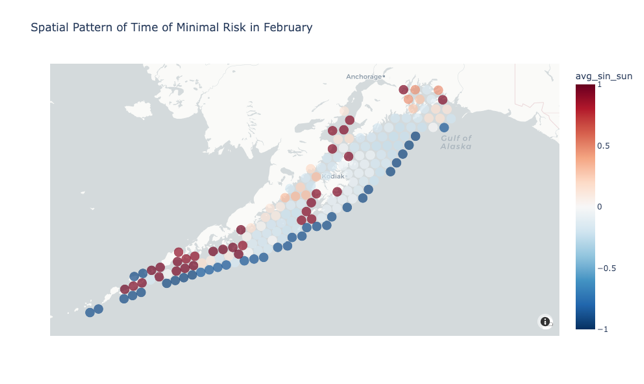 Spatial Pattern of Time of Minimal Risk in February
avg_sin_sun
Anchorage
1
0.5
Gulf of
Alaska
0
−0.5
−1